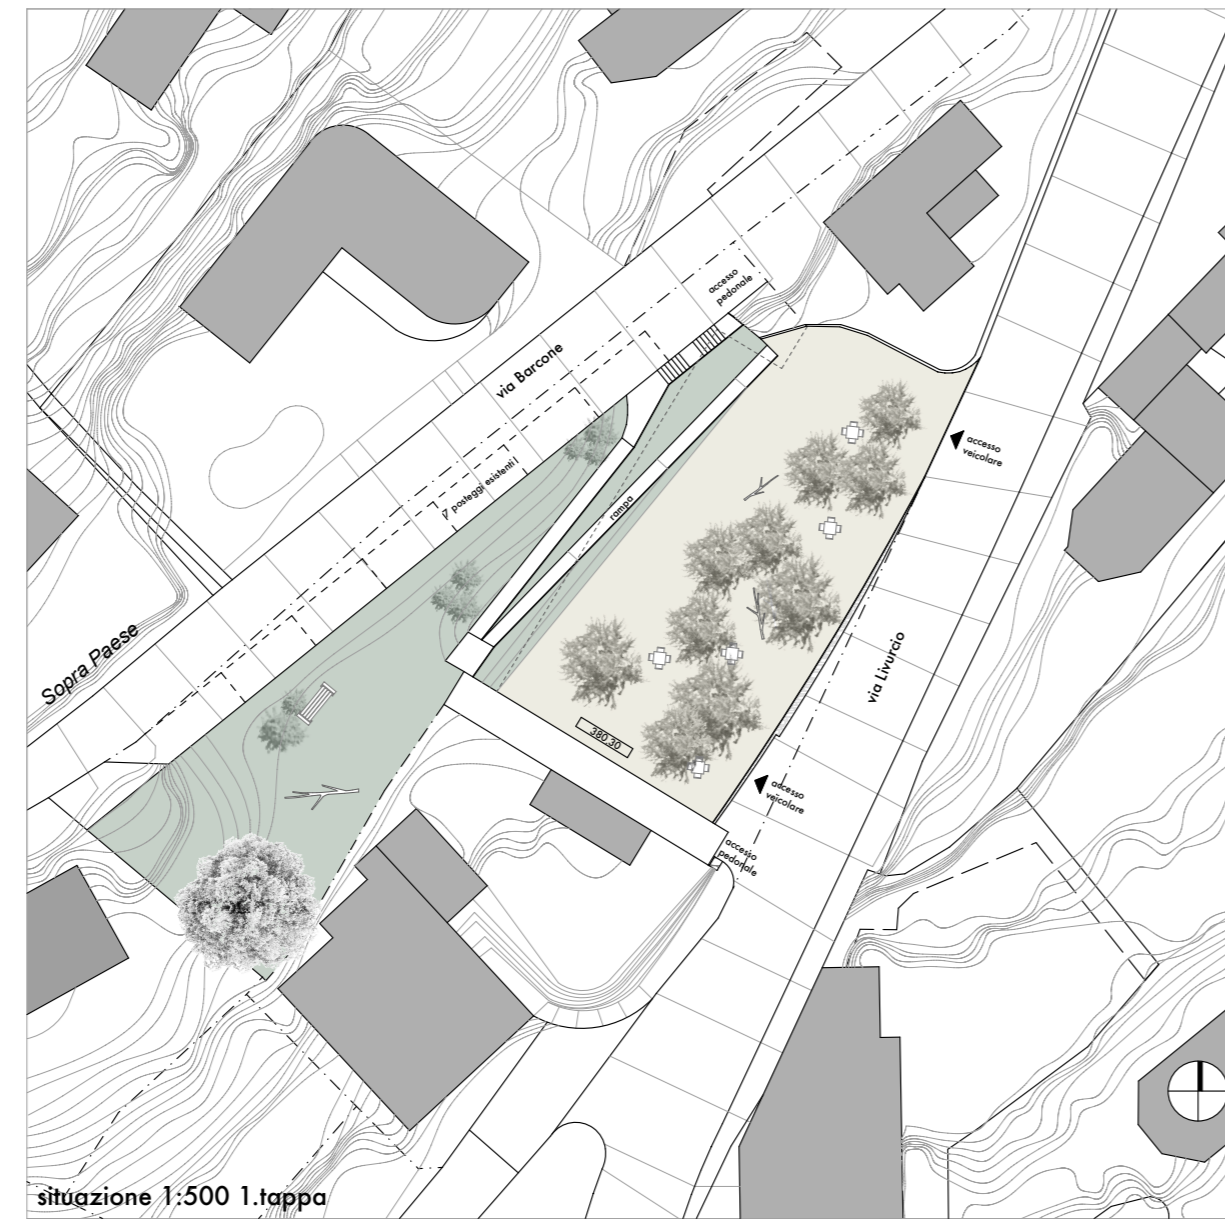 accesso
pedonale
via Barcone
accesso
veicolare
posteggi esistenti
rampa
Sopra Paese
via Livurcio
380.30
accesso
veicolare
accesso
pedonale
situazione 1:500 1.tappa